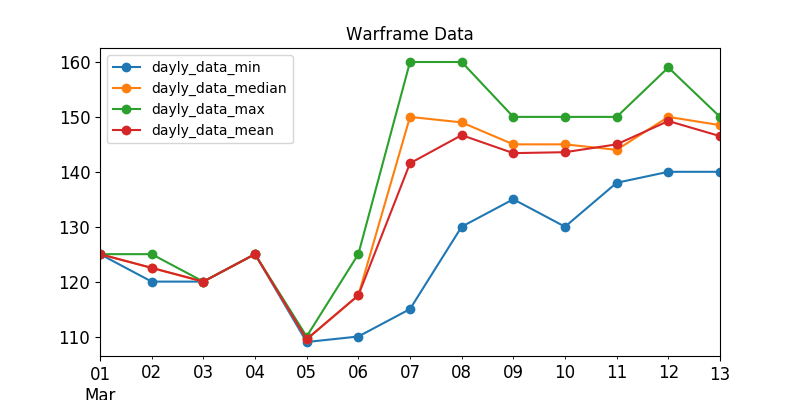 Warframe Data
dayly_data_min
dayly_data_median
dayly_data_max
dayly_data_mean
160
150
140
130
120
110
01 02 03 04 05 06 07 08 09 10 11 12 13
Mar